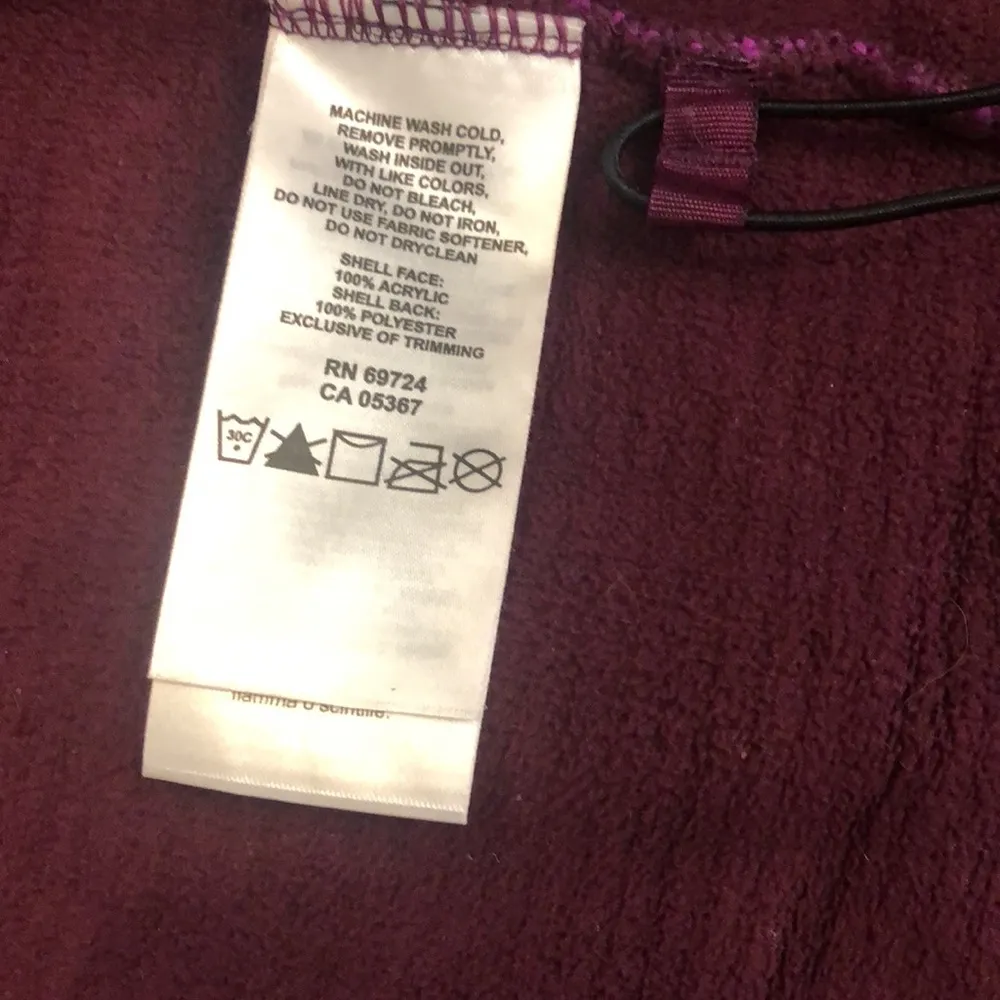 MACHINE WASH COLD,
REMOVE PROMPTLY,
WASH INSIDE OUT,
WITH LIKE COLORS,
DO NOT BLEACH,
LINE DRY, DO NOT IRON,
DO NOT USE FABRIC SOFTENER,
DO NOT DRYCLEAN
SHELL FACE:
100% ACRYLIC
SHELL BACK:
100% POLYESTER
EXCLUSIVE OF TRIMMING
RN 69724
CA 05367
30C
fiamma o scintille.